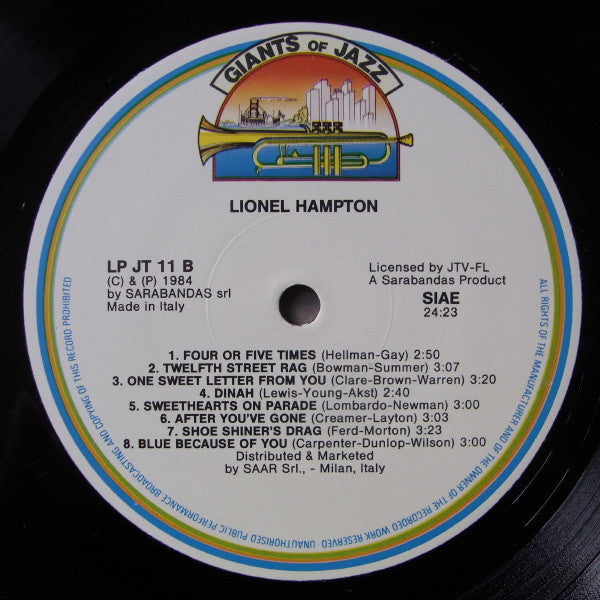 GIANTS OF JAZZ
LIONEL HAMPTON
LP JT 11 B
(C) & (P) 1984
by SARABANDAS srl
Made in Italy
Licensed by JTV-FL
A Sarabandas Product
SIAE
24:23
1. FOUR OR FIVE TIMES (Hellman-Gay) 2:50
2. TWELFTH STREET RAG (Bowman-Summer) 3:07
3. ONE SWEET LETTER FROM YOU (Clare-Brown-Warren) 3:20
4. DINAH (Lewis-Young-Akst) 2:40
5. SWEETHEARTS ON PARADE (Lombardo-Newman) 3:00
6. AFTER YOU'VE GONE (Creamer-Layton) 3:03
7. SHOE SHINER'S DRAG (Ferd-Morton) 3:23
8. BLUE BECAUSE OF YOU (Carpenter-Dunlop-Wilson) 3:00
Distributed & Marketed
by SAAR Srl., - Milan, Italy
ALL RIGHTS OF THE MANUFACTURER AND OF THE OWNER OF THE RECORDED WORK RESERVED · UNAUTHORISED PUBLIC PERFORMANCE BROADCASTING AND COPYING OF THIS RECORD PROHIBITED